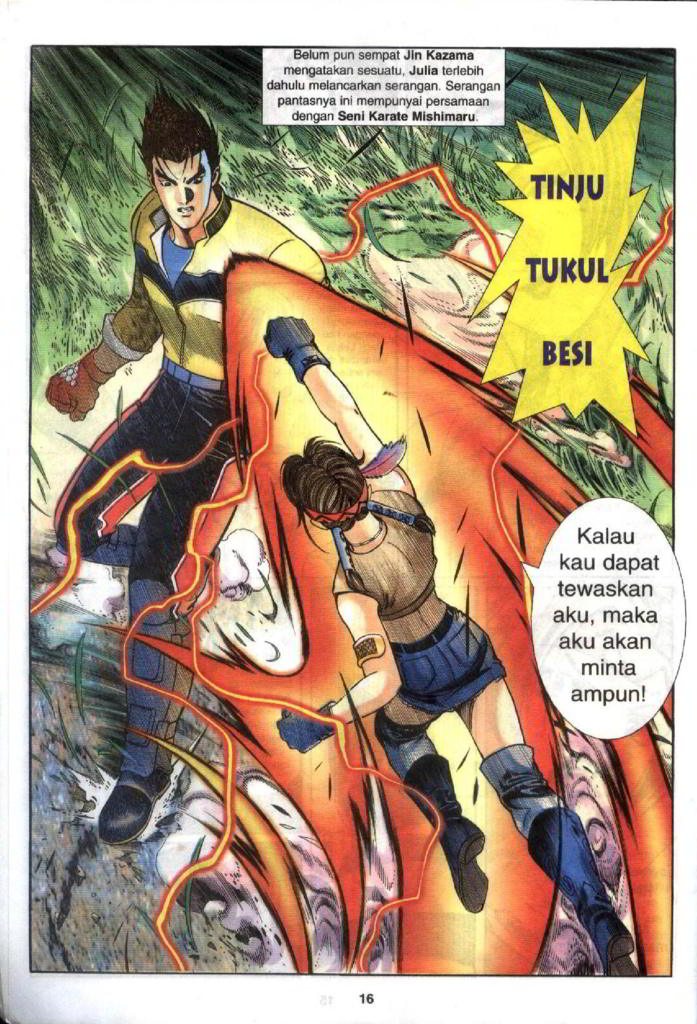 Belum pun sempat Jin Kazama
mengatakan sesuatu, Julia terlebih
dahulu melancarkan serangan. Serangan
pantasnya ini mempunyai persamaan
dengan Seni Karate Mishimaru.
TINJU
TUKUL
BESI
Kalau
kau dapat
tewaskan
aku, maka
aku akan
minta
ampun!
16